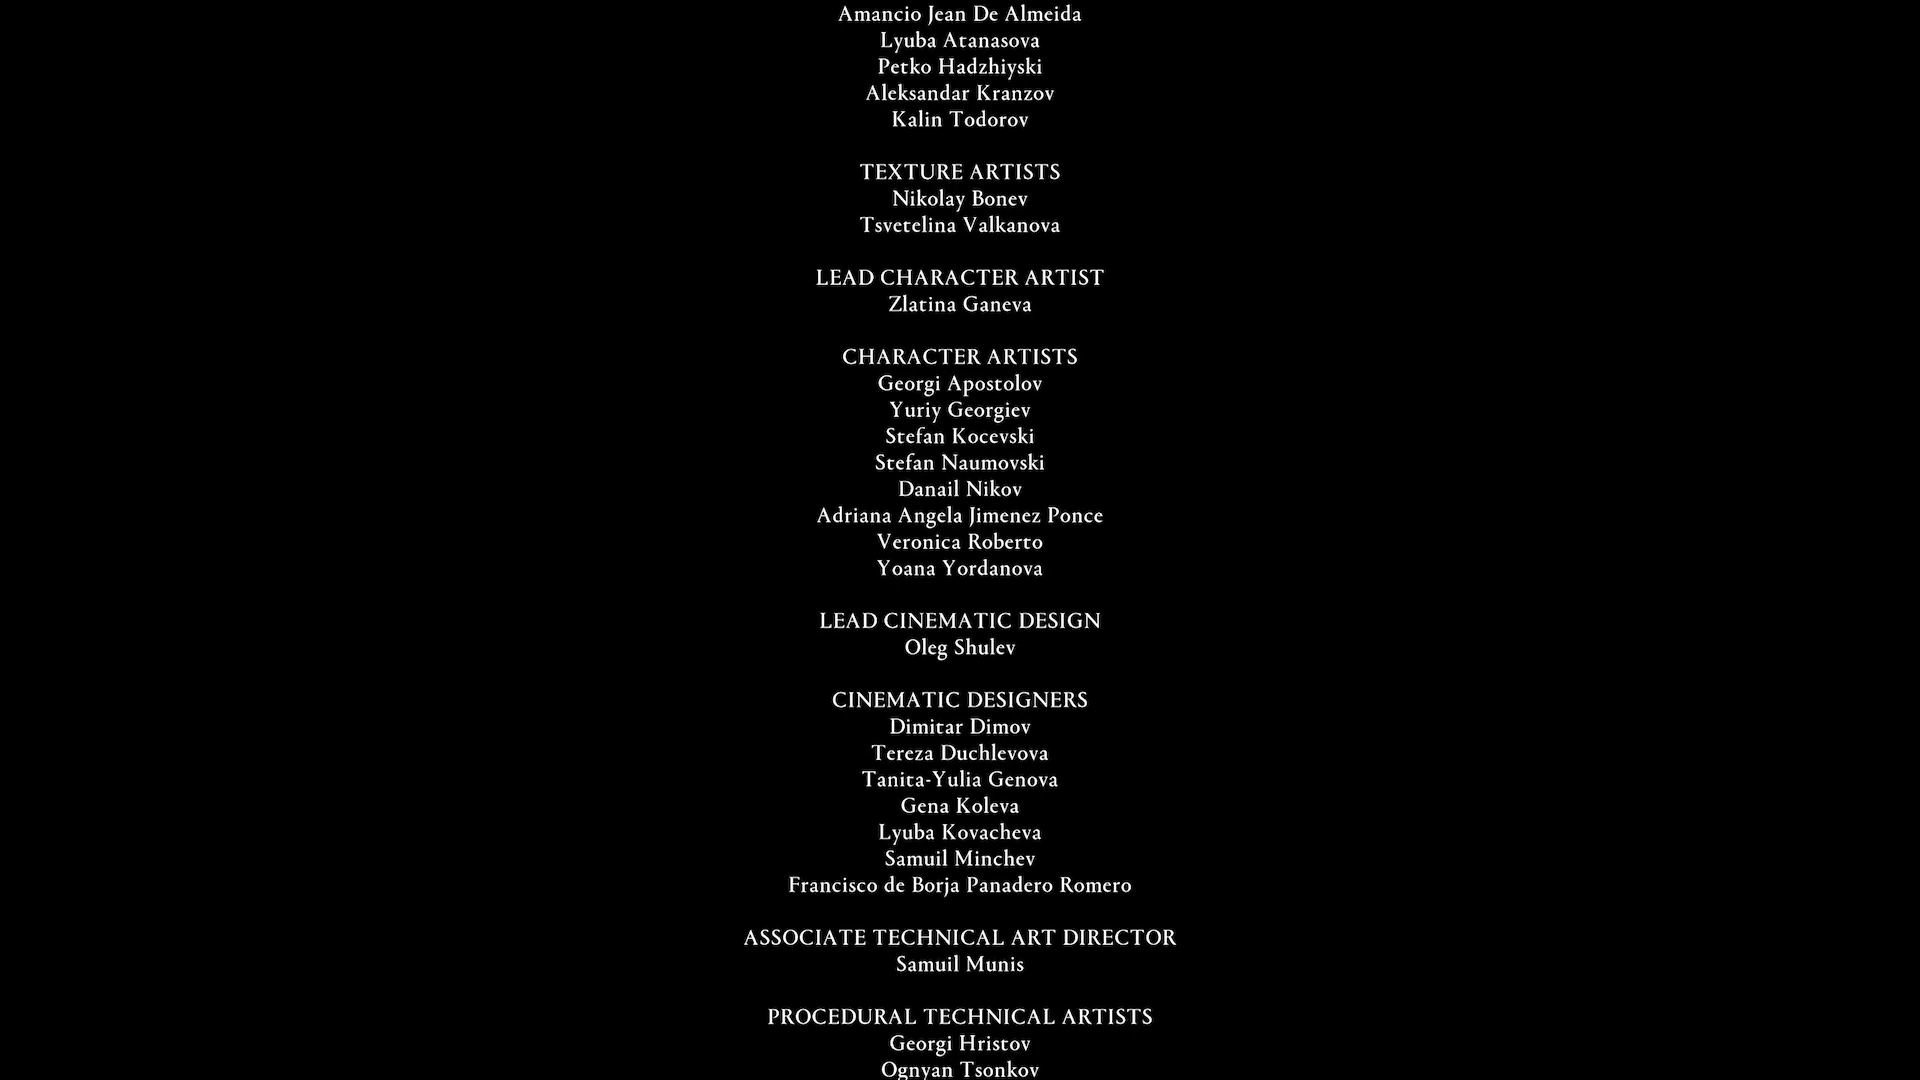 Amancio Jean De Almeida
Lyuba Atanasova
Petko Hadzhiyski
Aleksandar Kranzov
Kalin Todorov
TEXTURE ARTISTS
Nikolay Bonev
Tsvetelina Valkanova
LEAD CHARACTER ARTIST
Zlatina Ganeva
CHARACTER ARTISTS
Georgi Apostolov
Yuriy Georgiev
Stefan Kocevski
Stefan Naumovski
Danail Nikov
Adriana Angela Jimenez Ponce
Veronica Roberto
Yoana Yordanova
LEAD CINEMATIC DESIGN
Oleg Shulev
CINEMATIC DESIGNERS
Dimitar Dimov
Tereza Duchlevova
Tanita-Yulia Genova
Gena Koleva
Lyuba Kovacheva
Samuil Minchev
Francisco de Borja Panadero Romero
ASSOCIATE TECHNICAL ART DIRECTOR
Samuil Munis
PROCEDURAL TECHNICAL ARTISTS
Georgi Hristov
Ognyan Tsonkov